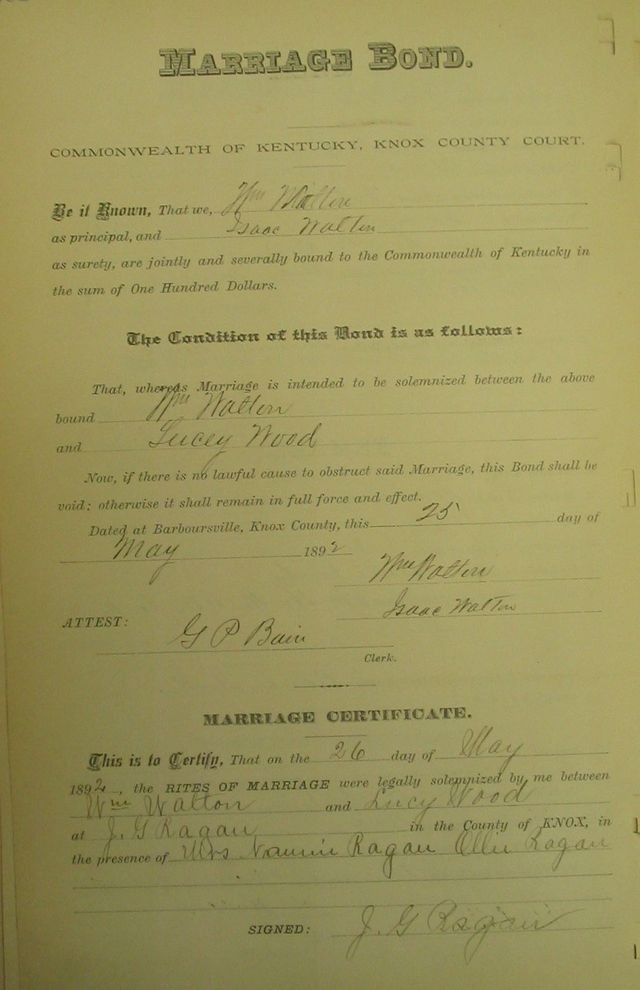 MARRIAGE BOND.
COMMONWEALTH OF KENTUCKY, KNOX COUNTY COURT.
Be it Known, That we, Wm Walton
as principal, and Isaac Walton
as surety, are jointly and severally bound to the Commonwealth of Kentucky in
the sum of One Hundred Dollars.
The Condition of this Bond is as follows:
That, whereas Marriage is intended to be solemnized between the above
bound Wm Walton
and Lucey Wood
Now, if there is no lawful cause to obstruct said Marriage, this Bond shall be
void; otherwise it shall remain in full force and effect.
Dated at Barboursville, Knox County, this 25 day of
May 1892
Wm Walton
Isaac Walton
ATTEST:
G P Bain
Clerk.
MARRIAGE CERTIFICATE.
This is to Certify, That on the 26 day of May
1892, the RITES OF MARRIAGE were legally solemnized by me between
Wm Walton and Lucy Wood
at J. G Ragan in the County of KNOX, in
the presence of Mrs Nannie Ragan Ollie Ragan
SIGNED: J. G Ragan